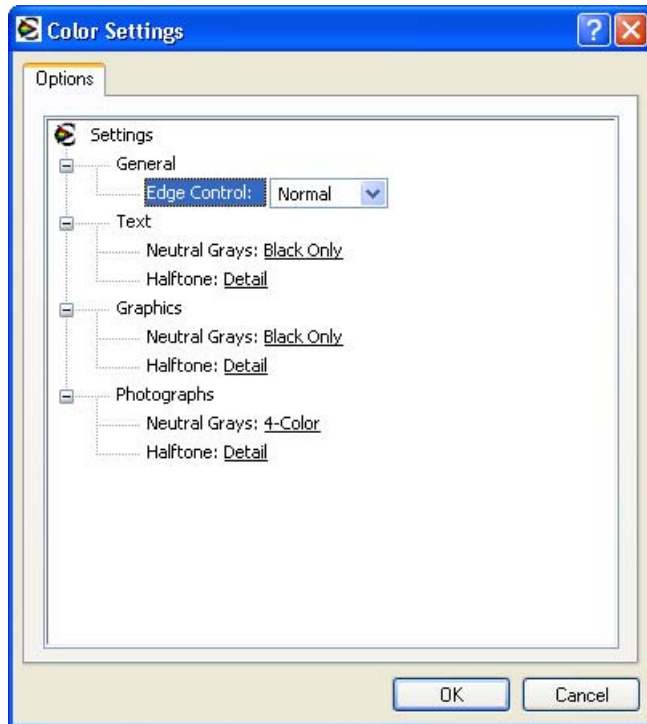 Color Settings
Options
Settings
General
Edge Control: Normal
Text
Neutral Grays: Black Only
Halftone: Detail
Graphics
Neutral Grays: Black Only
Halftone: Detail
Photographs
Neutral Grays: 4-Color
Halftone: Detail
OK Cancel